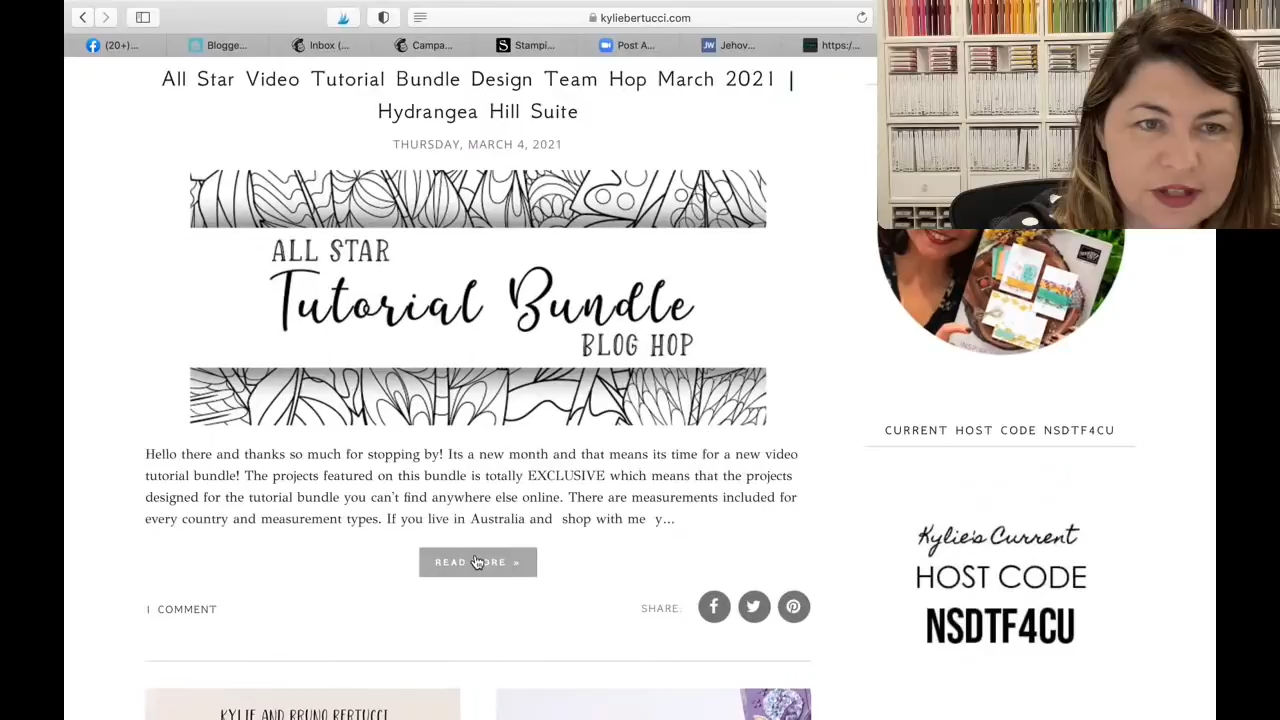 kyliebertucci.com
(20+)...
Blogge...
Inbox (...
Campa...
Stampi...
Post A...
JW
Jehov...
https:/...
All Star Video Tutorial Bundle Design Team Hop March 2021 |
Hydrangea Hill Suite
THURSDAY, MARCH 4, 2021
ALL STAR
Tutorial Bundle
BLOG HOP
Hello there and thanks so much for stopping by! Its a new month and that means its time for a new video
tutorial bundle! The projects featured on this bundle is totally EXCLUSIVE which means that the projects
designed for the tutorial bundle you can't find anywhere else online. There are measurements included for
every country and measurement types. If you live in Australia and shop with me y...
READ MORE »
1 COMMENT
SHARE:
CURRENT HOST CODE NSDTF4CU
Kylie's Current
HOST CODE
NSDTF4CU
KYLIE AND BRUNO BERTUCCI